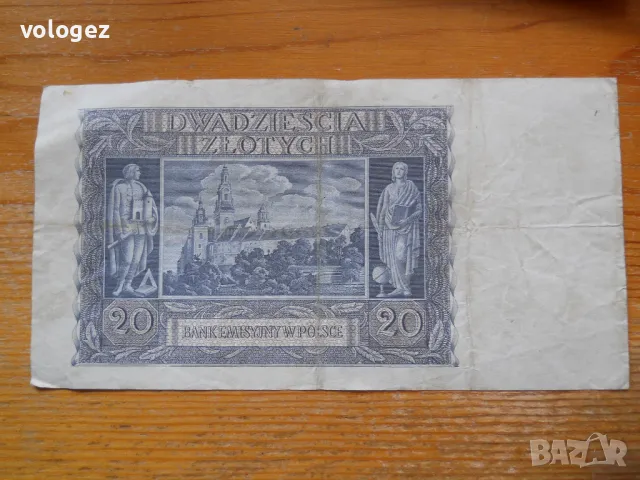 vologez
DWADZIEŚCIA
ZŁOTYCH
20 BANK EMISYJNY W POLSCE 20
BAZAR